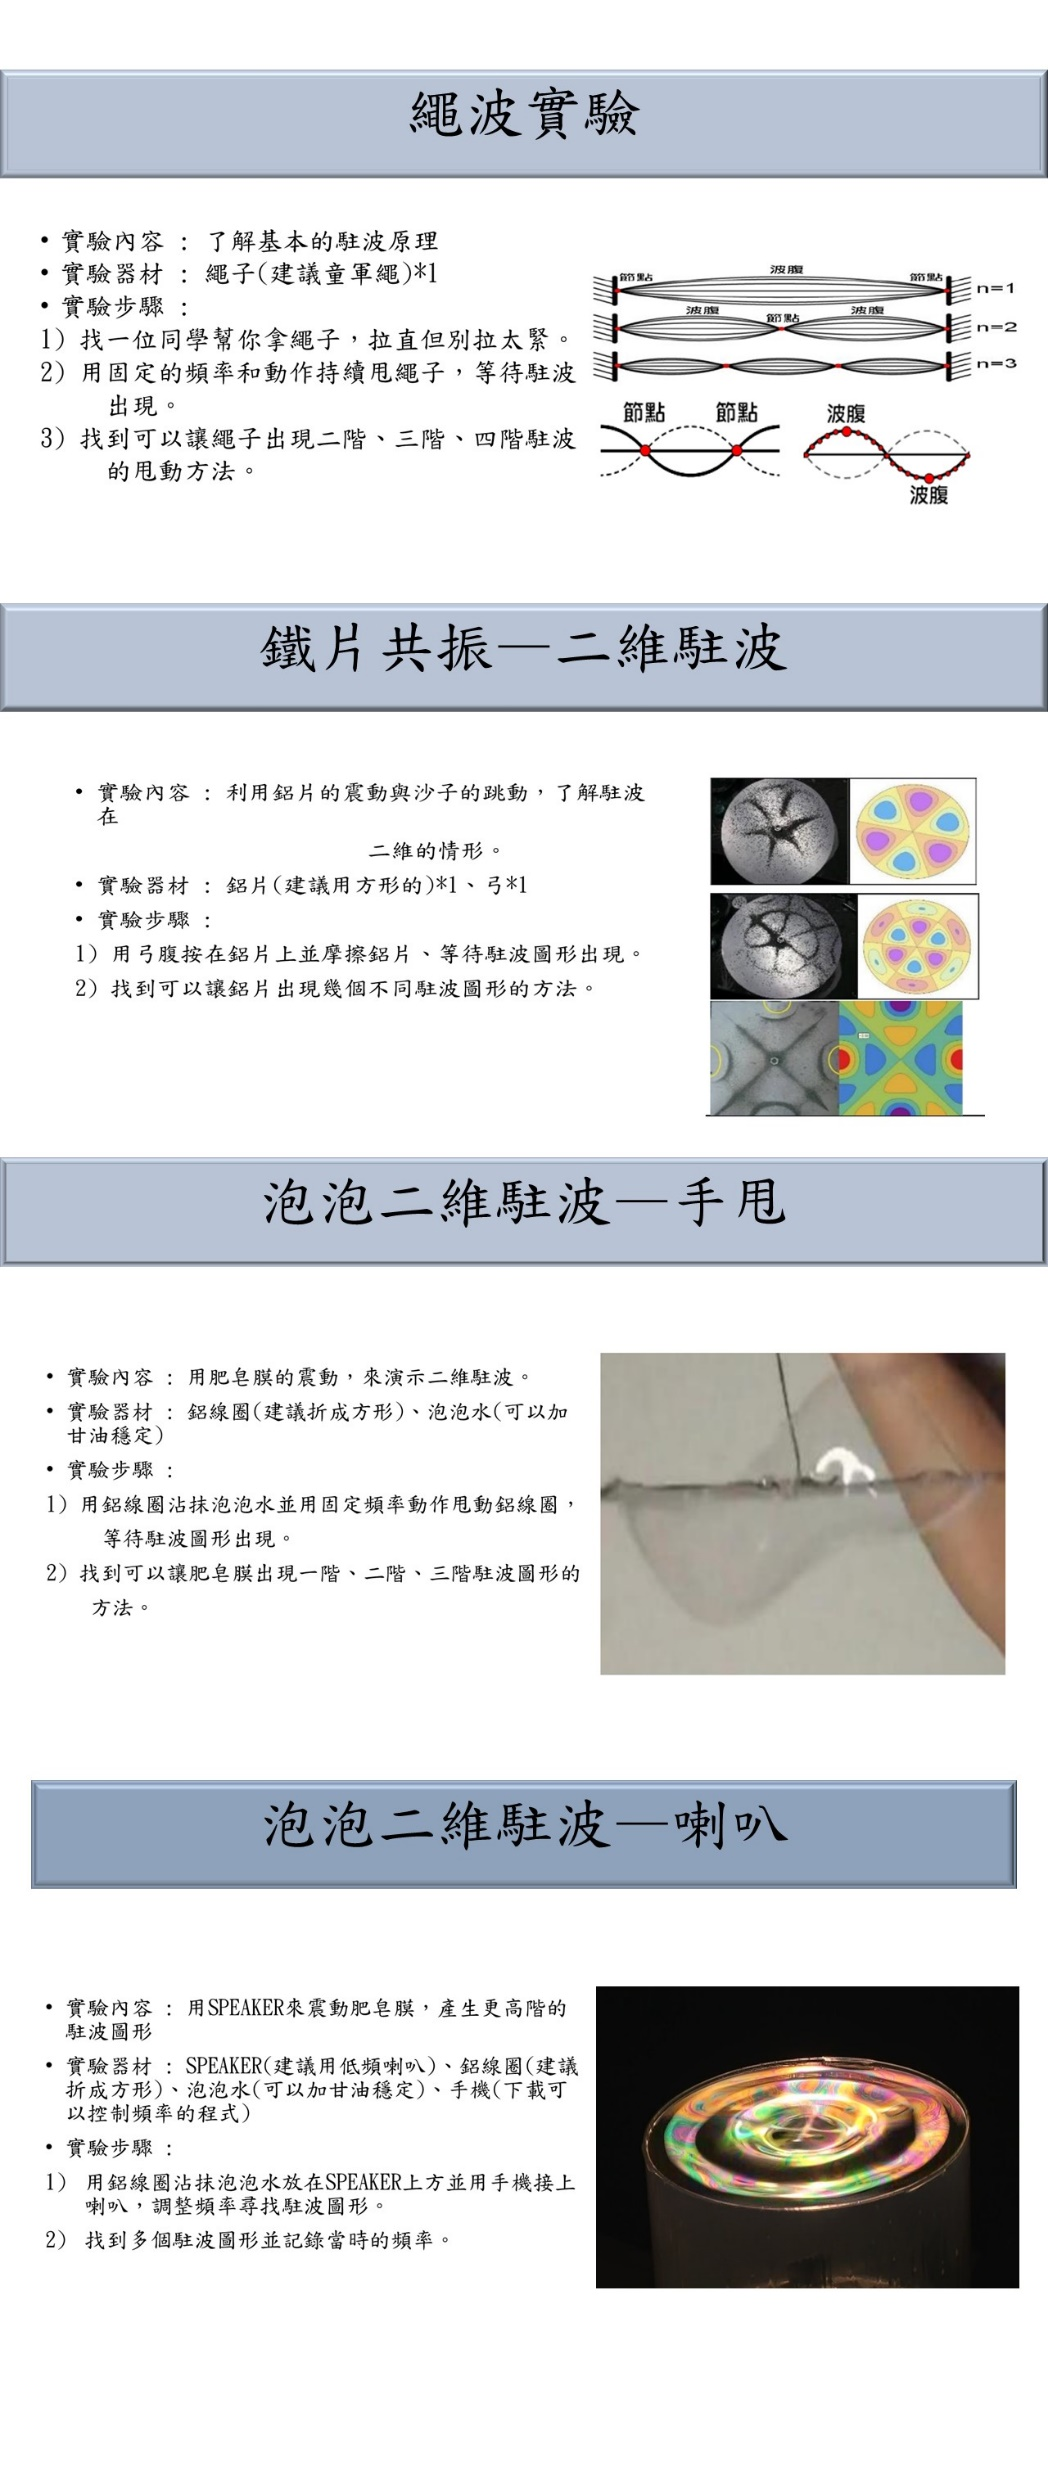 繩波實驗
• 實驗內容 : 了解基本的駐波原理
• 實驗器材 : 繩子(建議童軍繩)*1
• 實驗步驟 :
1) 找一位同學幫你拿繩子,拉直但別拉太緊。
2) 用固定的頻率和動作持續甩繩子,等待駐波
出現。
3) 找到可以讓繩子出現二階、三階、四階駐波
的甩動方法。
節點 波腹 節點 n=1
波腹 節點 波腹 n=2
n=3
節點 節點 波腹
波腹
鐵片共振—二維駐波
• 實驗內容 : 利用鋁片的震動與沙子的跳動,了解駐波
在
二維的情形。
• 實驗器材 : 鋁片(建議用方形的)*1、弓*1
• 實驗步驟 :
1) 用弓腹按在鋁片上並摩擦鋁片、等待駐波圖形出現。
2) 找到可以讓鋁片出現幾個不同駐波圖形的方法。
泡泡二維駐波—手甩
• 實驗內容 : 用肥皂膜的震動,來演示二維駐波。
• 實驗器材 : 鋁線圈(建議折成方形)、泡泡水(可以加
甘油穩定)
• 實驗步驟 :
1) 用鋁線圈沾抹泡泡水並用固定頻率動作甩動鋁線圈,
等待駐波圖形出現。
2) 找到可以讓肥皂膜出現一階、二階、三階駐波圖形的
方法。
泡泡二維駐波—喇叭
• 實驗內容 : 用SPEAKER來震動肥皂膜,產生更高階的
駐波圖形
• 實驗器材 : SPEAKER(建議用低頻喇叭)、鋁線圈(建議
折成方形)、泡泡水(可以加甘油穩定)、手機(下載可
以控制頻率的程式)
• 實驗步驟 :
1) 用鋁線圈沾抹泡泡水放在SPEAKER上方並用手機接上
喇叭,調整頻率尋找駐波圖形。
2) 找到多個駐波圖形並記錄當時的頻率。